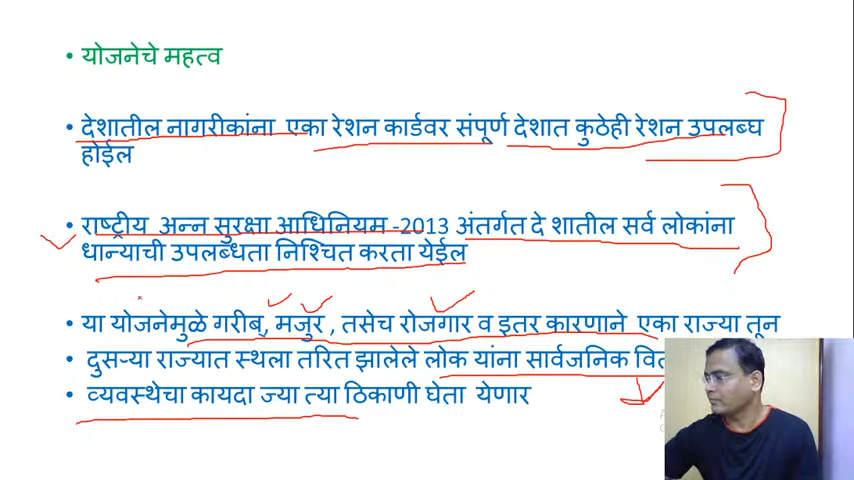 योजनेचे महत्व
देशातील नागरीकांना एका रेशन कार्डवर संपूर्ण देशात कुठेही रेशन उपलब्घ
होईल
राष्ट्रीय अन्न सुरक्षा आधिनियम -2013 अंतर्गत दे शातील सर्व लोकांना
धान्याची उपलब्धता निश्चित करता येईल
या योजनेमुळे गरीब, मजुर , तसेच रोजगार व इतर कारणाने एका राज्या तून
दुसऱ्या राज्यात स्थला तरित झालेले लोक यांना सार्वजनिक
व्यवस्थेचा कायदा ज्या त्या ठिकाणी घेता येणार